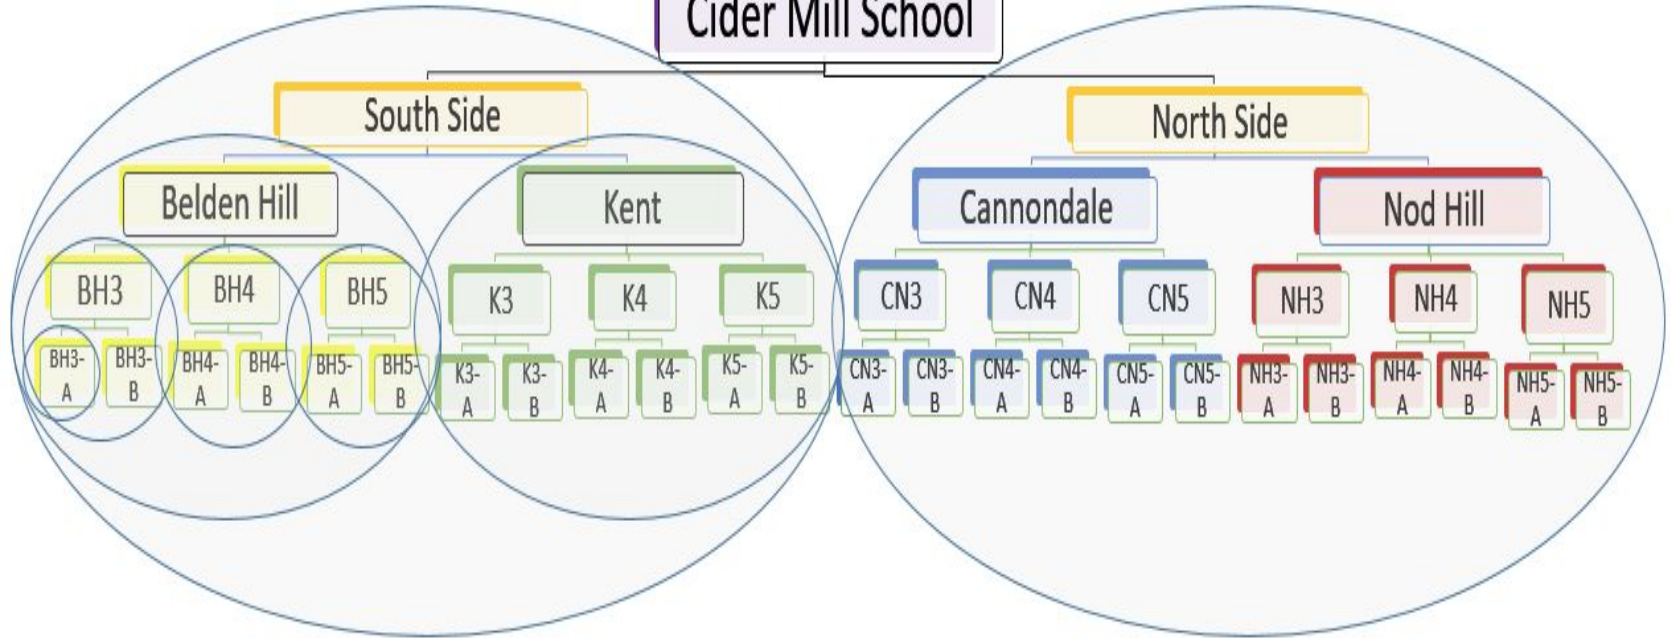 Cider Mill School
South Side
North Side
Belden Hill
Kent
Cannondale
Nod Hill
BH3
BH4
BH5
K3
K4
K5
CN3
CN4
CN5
NH3
NH4
NH5
BH3-
A
BH3-
B
BH4-
A
BH4-
B
BH5-
A
BH5-
B
K3-
A
K3-
B
K4-
A
K4-
B
K5-
A
K5-
B
CN3-
A
CN3-
B
CN4-
A
CN4-
B
CN5-
A
CN5-
B
NH3-
A
NH3-
B
NH4-
A
NH4-
B
NH5-
A
NH5-
B